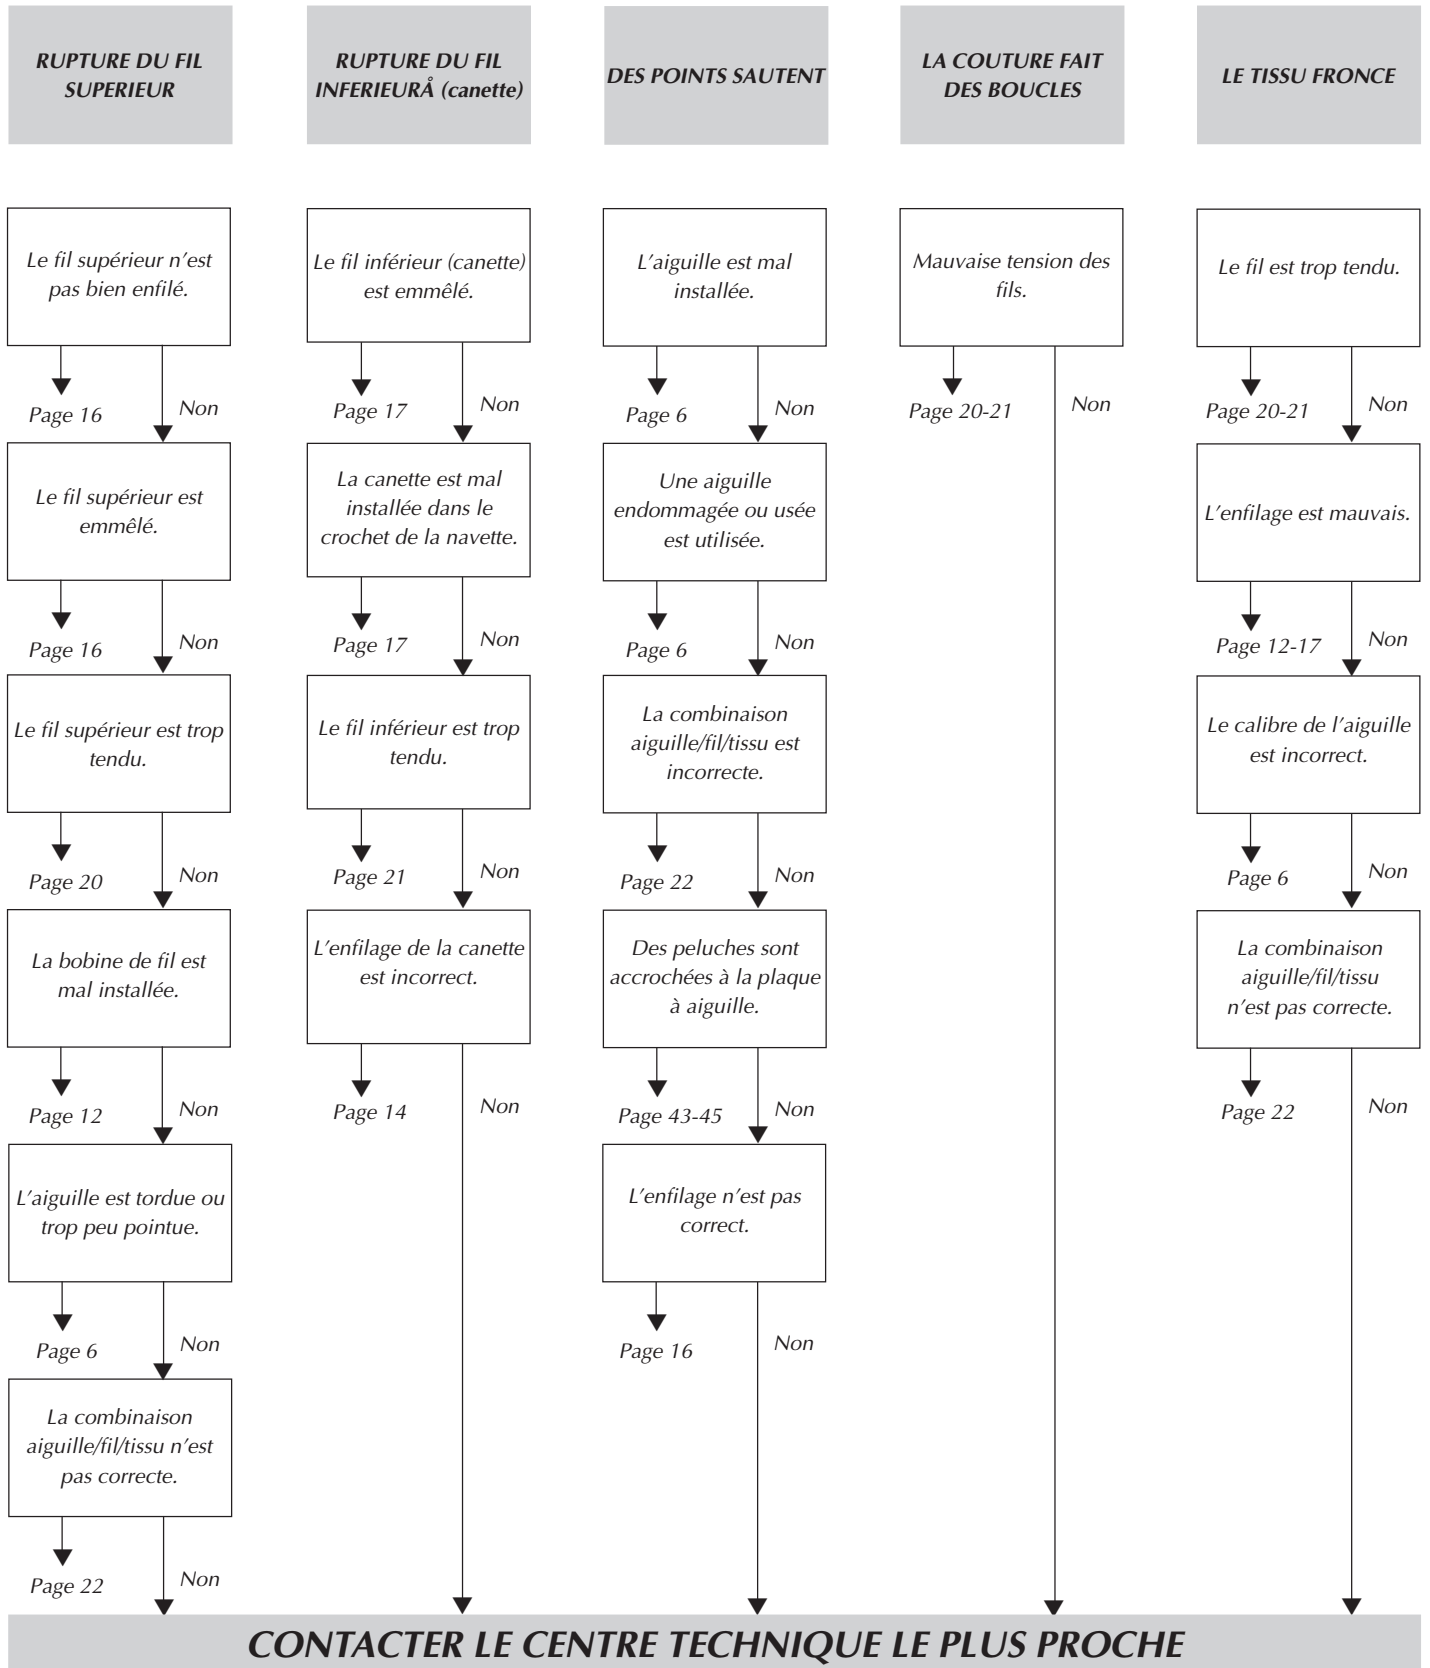 RUPTURE DU FIL
SUPERIEUR
Le fil supérieur n’est
pas bien enfilé.
Page 16
Non
Le fil supérieur est
emmêlé.
Page 16
Non
Le fil supérieur est trop
tendu.
Page 20
Non
La bobine de fil est
mal installée.
Page 12
Non
L’aiguille est tordue ou
trop peu pointue.
Page 6
Non
La combinaison
aiguille/fil/tissu n’est
pas correcte.
Page 22
Non
RUPTURE DU FIL
INFERIEURÅ (canette)
Le fil inférieur (canette)
est emmêlé.
Page 17
Non
La canette est mal
installée dans le
crochet de la navette.
Page 17
Non
Le fil inférieur est trop
tendu.
Page 21
Non
L’enfilage de la canette
est incorrect.
Page 14
Non
DES POINTS SAUTENT
L’aiguille est mal
installée.
Page 6
Non
Une aiguille
endommagée ou usée
est utilisée.
Page 6
Non
La combinaison
aiguille/fil/tissu est
incorrecte.
Page 22
Non
Des peluches sont
accrochées à la plaque
à aiguille.
Page 43-45
Non
L’enfilage n’est pas
correct.
Page 16
Non
LA COUTURE FAIT
DES BOUCLES
Mauvaise tension des
fils.
Page 20-21
Non
LE TISSU FRONCE
Le fil est trop tendu.
Page 20-21
Non
L’enfilage est mauvais.
Page 12-17
Non
Le calibre de l’aiguille
est incorrect.
Page 6
Non
La combinaison
aiguille/fil/tissu
n’est pas correcte.
Page 22
Non
CONTACTER LE CENTRE TECHNIQUE LE PLUS PROCHE